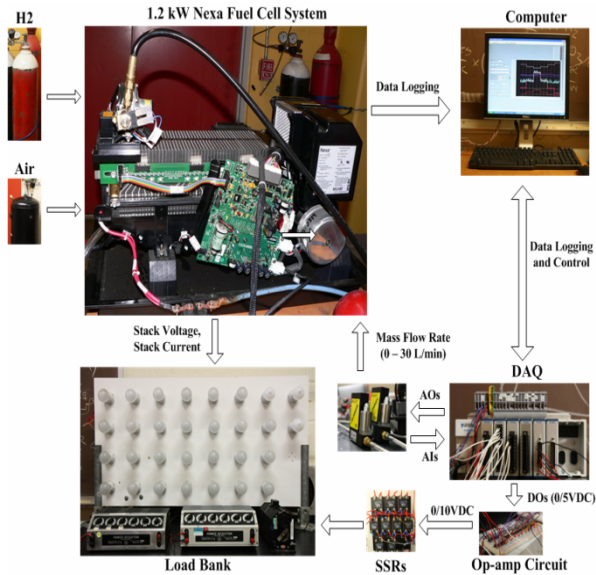 H2
1.2 kW Nexa Fuel Cell System
Computer
Data Logging
Air
Data Logging
and Control
Stack Voltage,
Stack Current
Mass Flow Rate
(0 – 30 L/min)
DAQ
AOs
AIs
DOs (0/5VDC)
0/10VDC
Load Bank
SSRs
Op-amp Circuit